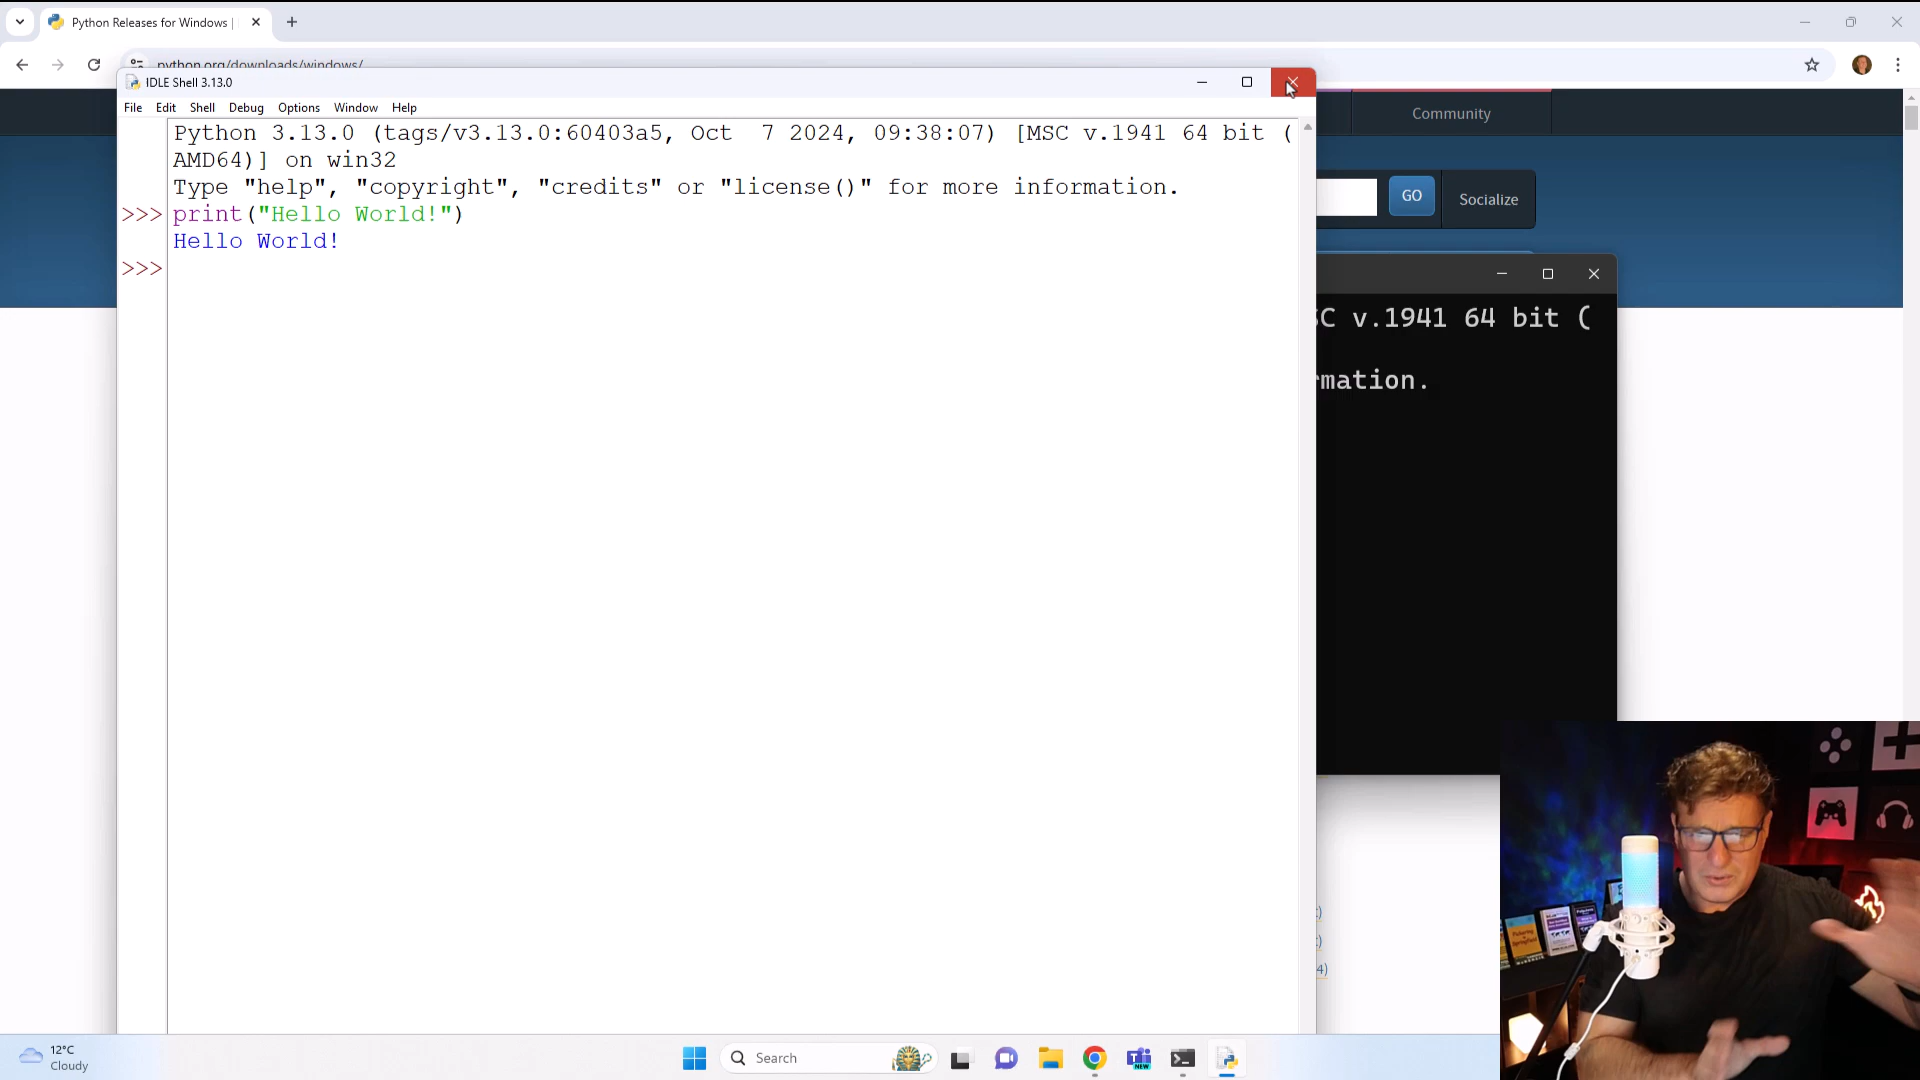 Python Releases for Windows |
python.org/downloads/windows/
IDLE Shell 3.13.0
File Edit Shell Debug Options Window Help
Community
Python 3.13.0 (tags/v3.13.0:60403a5, Oct  7 2024, 09:38:07) [MSC v.1941 64 bit (
AMD64)] on win32
Type "help", "copyright", "credits" or "license()" for more information.
>>> print("Hello World!")
Hello World!
>>>
GO
Socialize
SC v.1941 64 bit (
rmation.
4)
12°C
Cloudy
Search
NEW